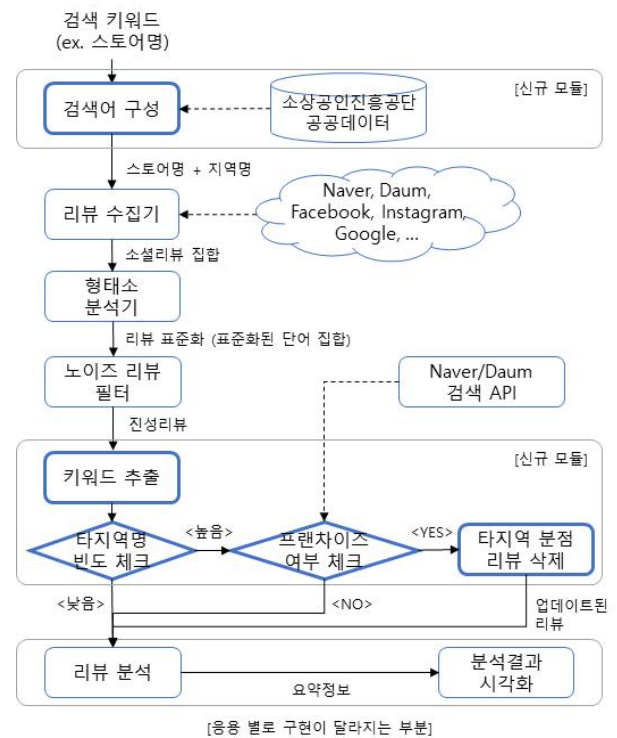 검색 키워드
(ex. 스토어명)
[신규 모듈]
검색어 구성
소상공인진흥공단
공공데이터
스토어명 + 지역명
리뷰 수집기
Naver, Daum,
Facebook, Instagram,
Google, ...
소셜리뷰 집합
형태소
분석기
리뷰 표준화 (표준화된 단어 집합)
노이즈 리뷰
필터
Naver/Daum
검색 API
진성리뷰
[신규 모듈]
키워드 추출
타지역명
빈도 체크
<높음>
프랜차이즈
여부 체크
<YES>
타지역 분점
리뷰 삭제
<낮음>
<NO>
업데이트된
리뷰
리뷰 분석
요약정보
분석결과
시각화
[응용 별로 구현이 달라지는 부분]